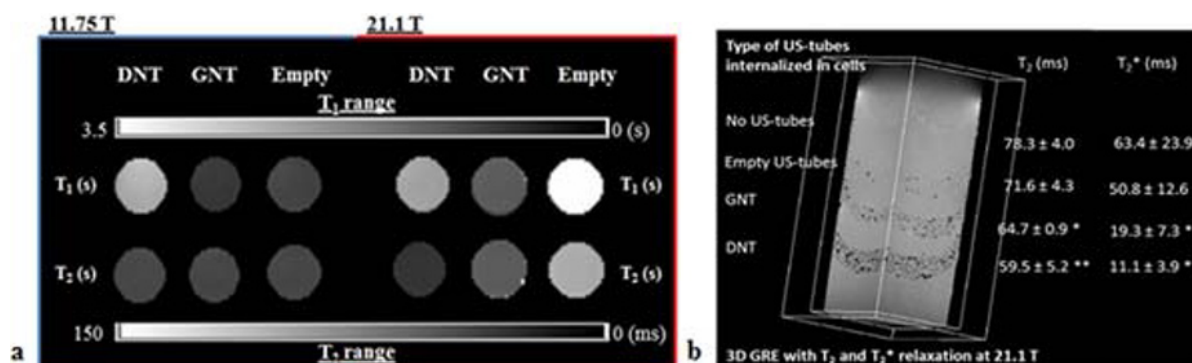 11.75 T 21.1 T
DNT GNT Empty DNT GNT Empty
T₁ range
3.5 0 (s)
T₁ (s) T₁ (s)
T₂ (s) T₂ (s)
150 0 (ms)
T₂ range
a
Type of US-tubes
internalized in cells
T₂ (ms) T₂* (ms)
No US-tubes
78.3 ± 4.0 63.4 ± 23.9
Empty US-tubes
71.6 ± 4.3 50.8 ± 12.6
GNT
64.7 ± 0.9 * 19.3 ± 7.3 *
DNT
59.5 ± 5.2 ** 11.1 ± 3.9 *
b
3D GRE with T₂ and T₂* relaxation at 21.1 T